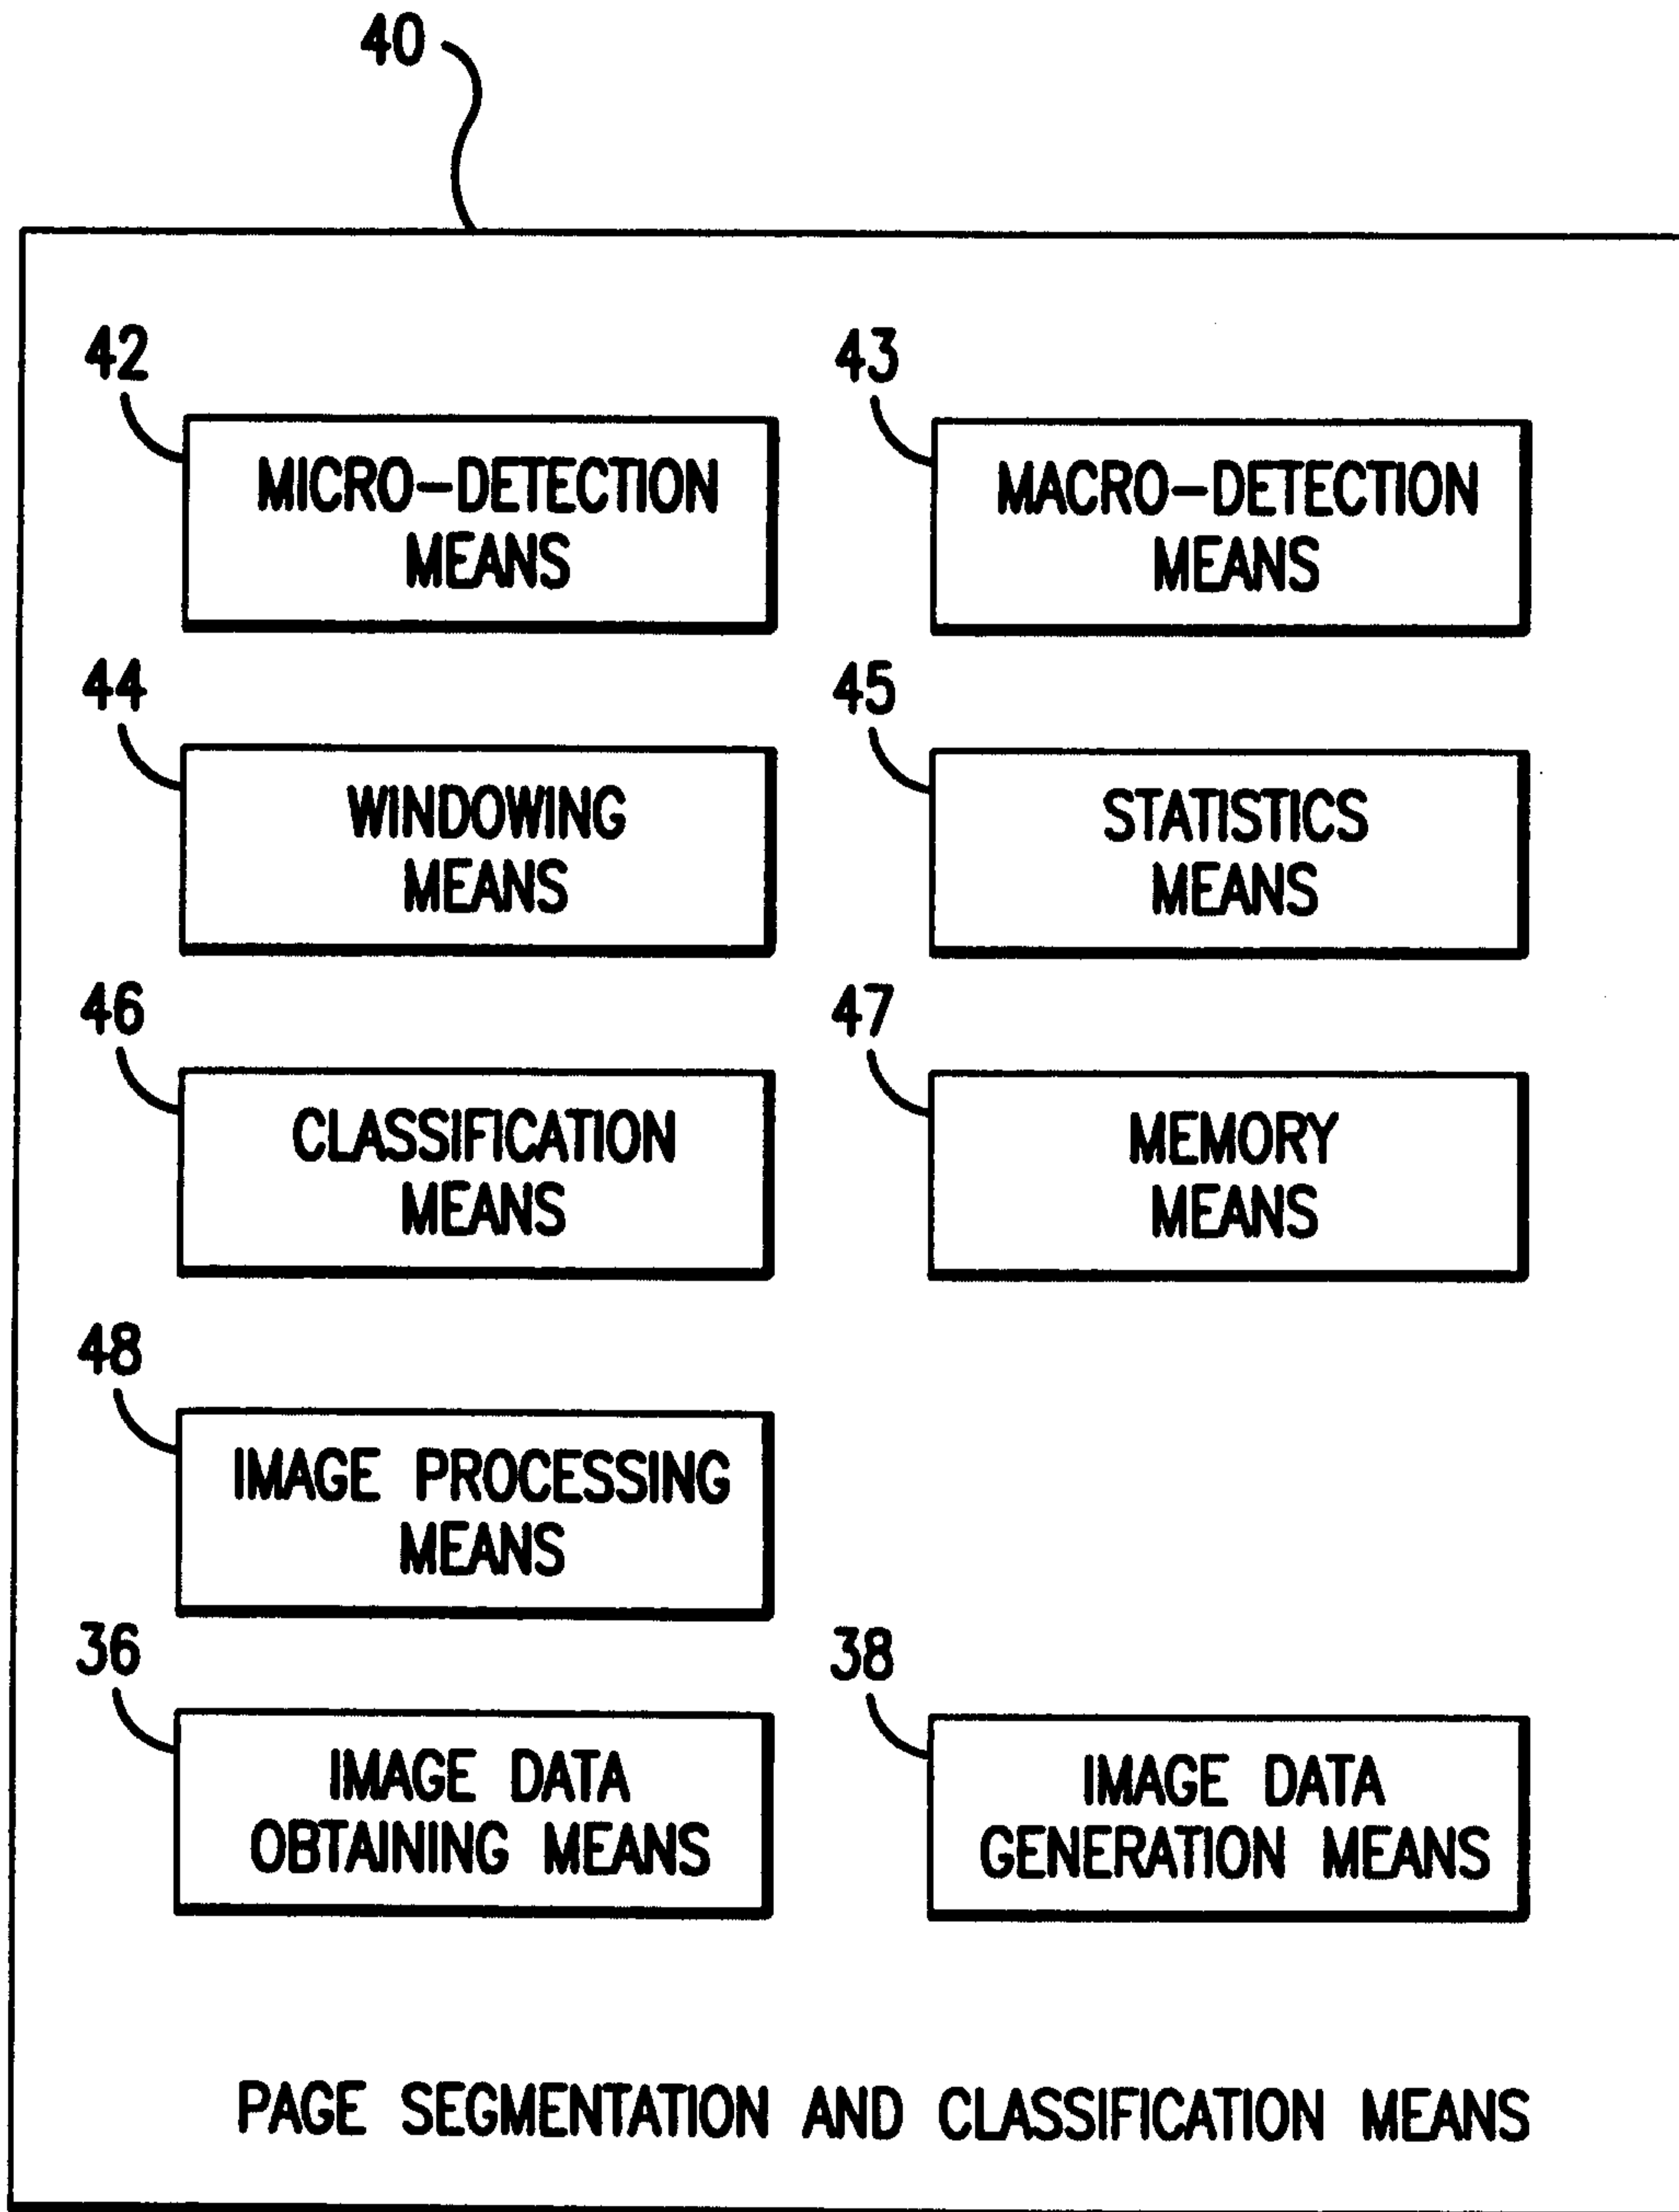 40
42
43
MICRO-DETECTION
MEANS
MACRO-DETECTION
MEANS
44
45
WINDOWING
MEANS
STATISTICS
MEANS
46
47
CLASSIFICATION
MEANS
MEMORY
MEANS
48
IMAGE PROCESSING
MEANS
36
38
IMAGE DATA
OBTAINING MEANS
IMAGE DATA
GENERATION MEANS
PAGE SEGMENTATION AND CLASSIFICATION MEANS